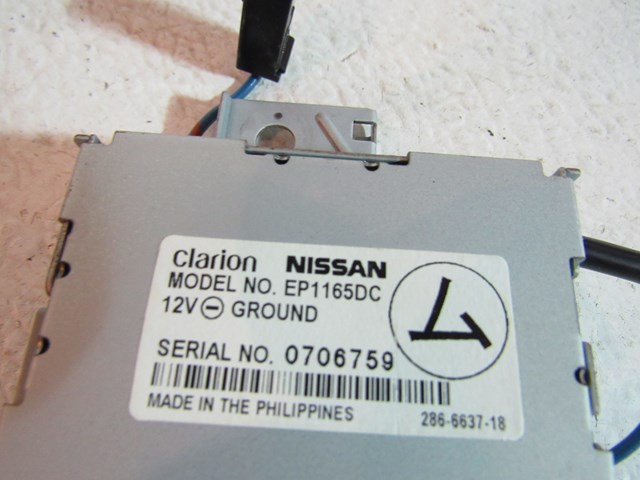 Clarion NISSAN
MODEL NO. EP1165DC
12V ⊖ GROUND
SERIAL NO. 0706759
MADE IN THE PHILIPPINES
286-6637-18